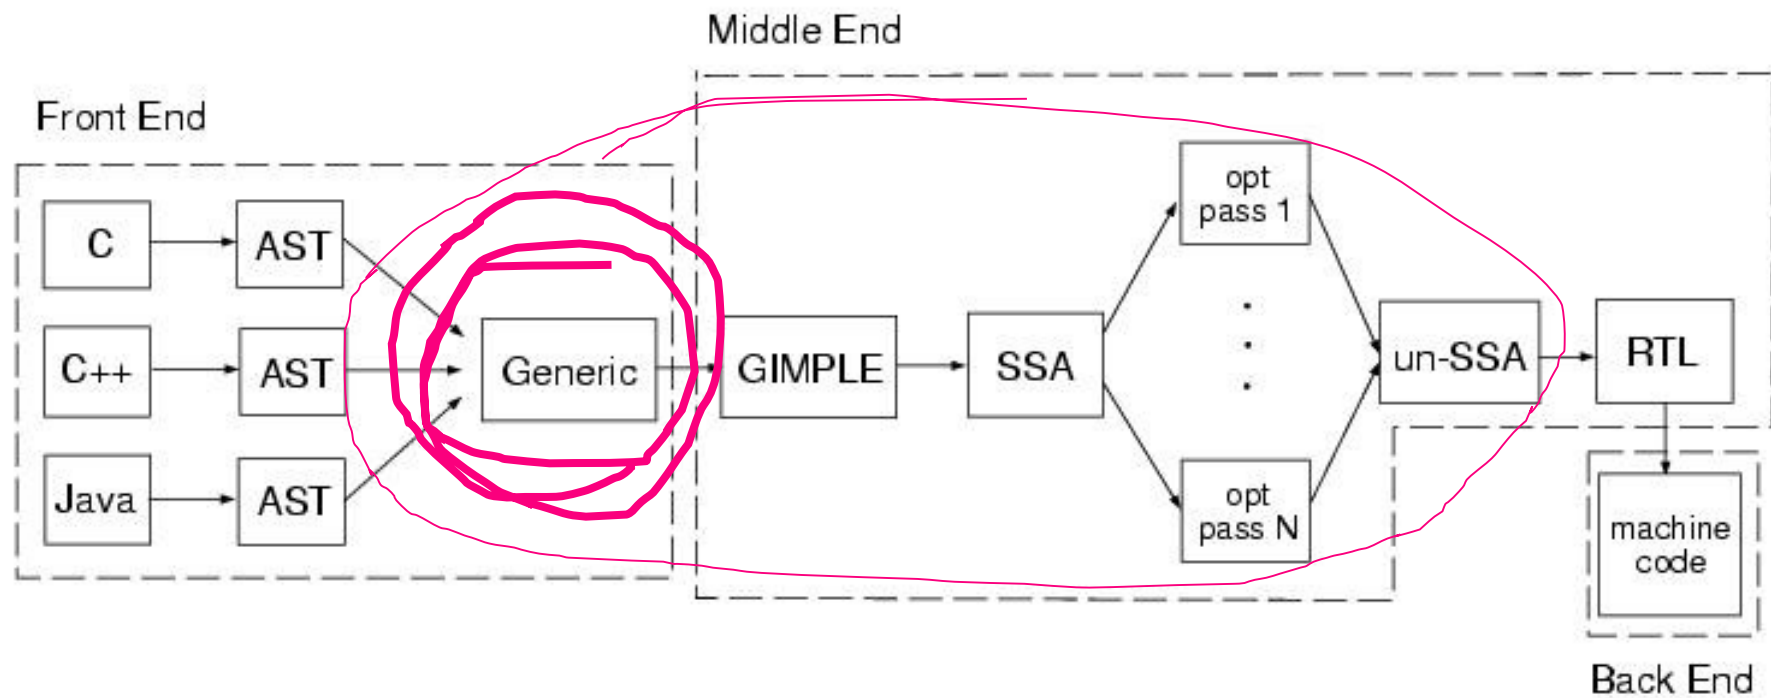 Middle End
Front End
C
AST
C++
AST
Java
AST
Generic
GIMPLE
SSA
opt
pass 1
opt
pass N
un-SSA
RTL
machine
code
Back End